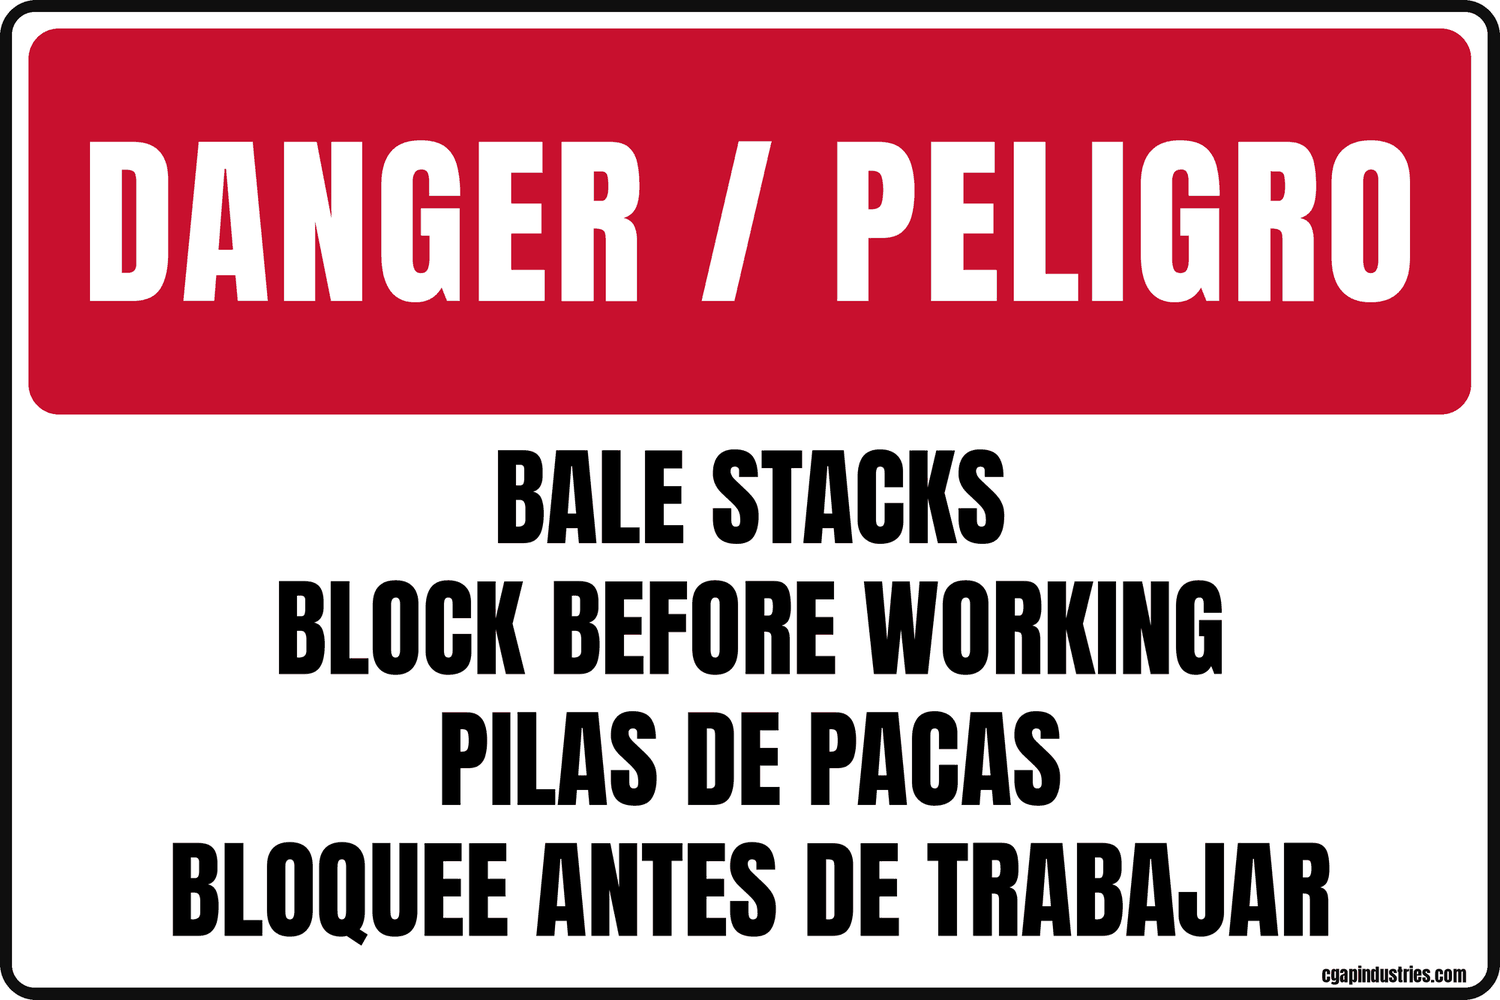 DANGER / PELIGRO
BALE STACKS
BLOCK BEFORE WORKING
PILAS DE PACAS
BLOQUEE ANTES DE TRABAJAR
cgapindustries.com